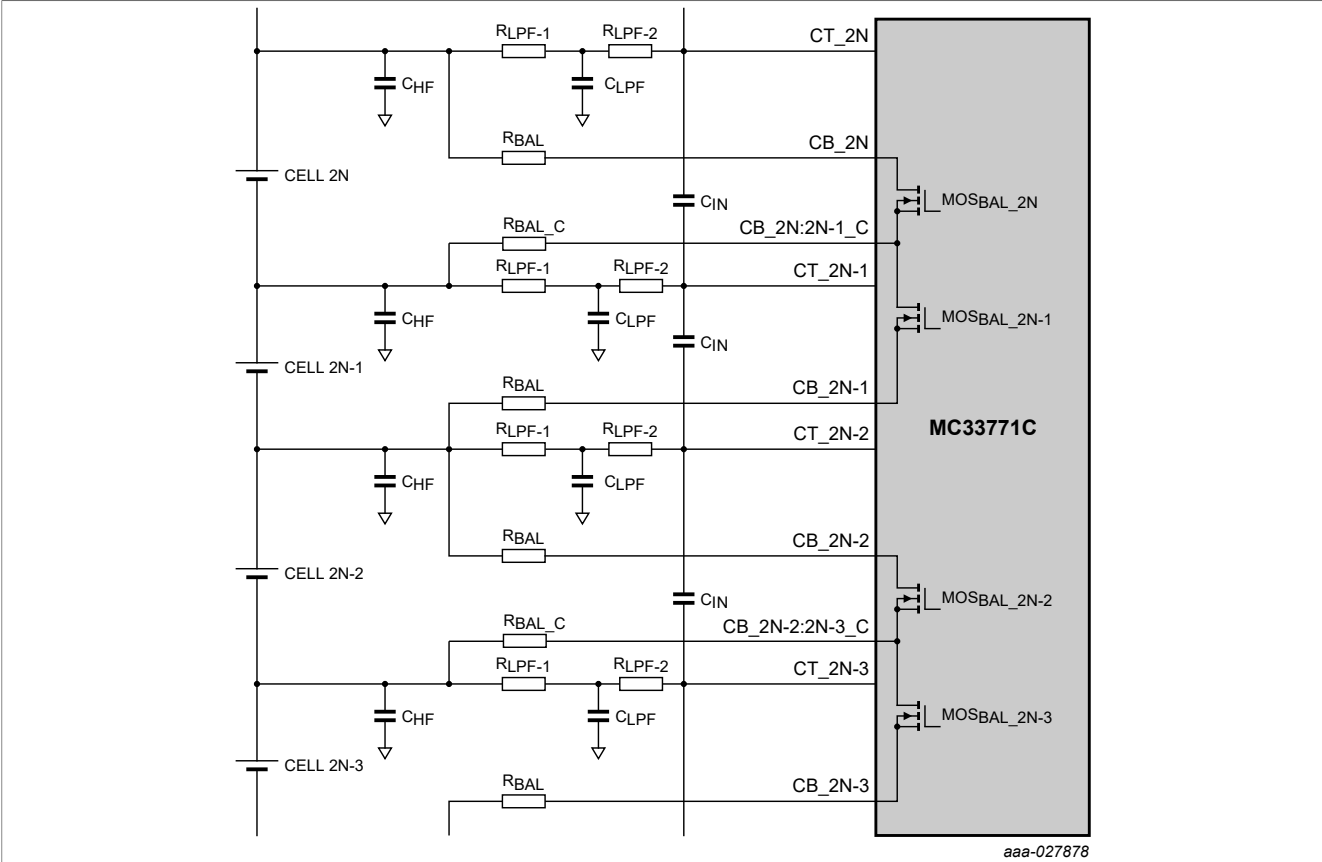 RLPF-1 RLPF-2 CT_2N
CHF CLPF
RBAL CB_2N
CELL 2N
CIN MOSBAL_2N
RBAL_C CB_2N:2N-1_C
RLPF-1 RLPF-2 CT_2N-1
CHF CLPF MOSBAL_2N-1
CIN
CELL 2N-1
RBAL CB_2N-1
RLPF-1 RLPF-2 CT_2N-2 MC33771C
CHF CLPF
RBAL CB_2N-2
CELL 2N-2
CIN MOSBAL_2N-2
RBAL_C CB_2N-2:2N-3_C
RLPF-1 RLPF-2 CT_2N-3
CHF CLPF MOSBAL_2N-3
CELL 2N-3
RBAL CB_2N-3
aaa-027878